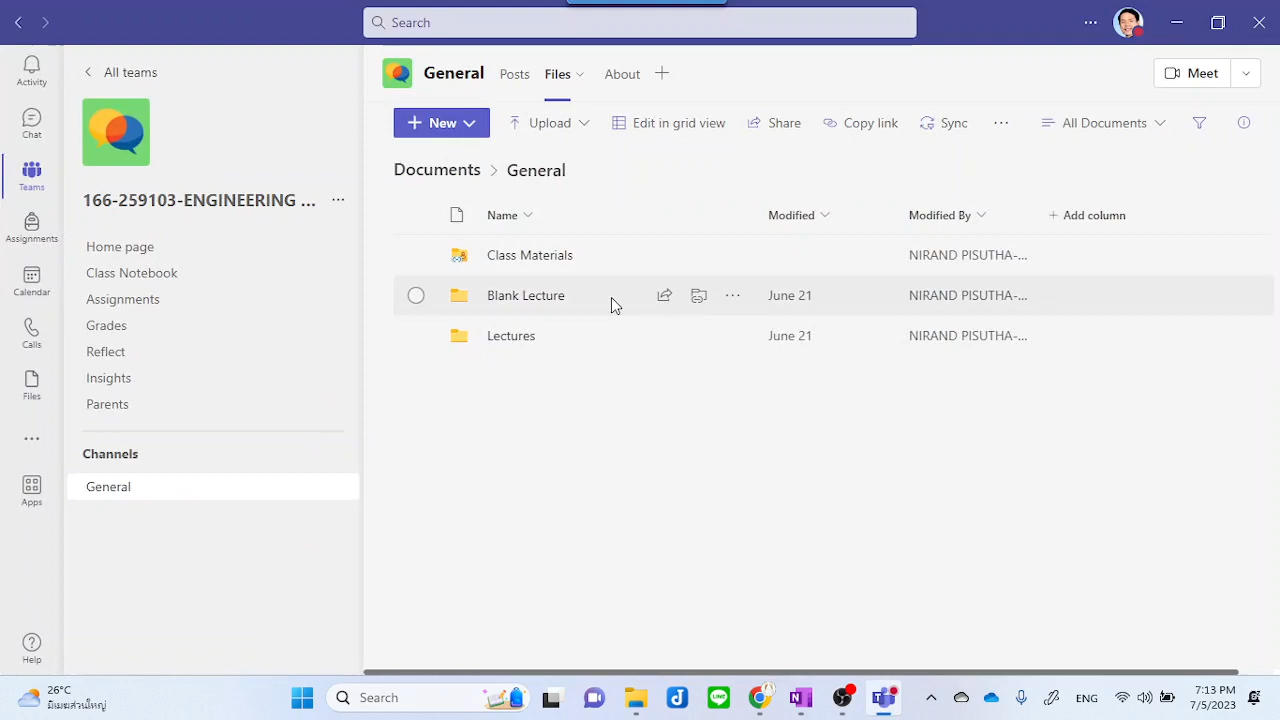 Search
Activity
Chat
Teams
Assignments
Calendar
Calls
Files
Apps
Help
All teams
166-259103-ENGINEERING ...
Home page
Class Notebook
Assignments
Grades
Reflect
Insights
Parents
Channels
General
General Posts Files About
Meet
New Upload Edit in grid view Share Copy link Sync All Documents
Documents > General
Name Modified Modified By + Add column
Class Materials NIRAND PISUTHA-...
Blank Lecture June 21 NIRAND PISUTHA-...
Lectures June 21 NIRAND PISUTHA-...
26°C
Search
LINE
ENG
7:13 PM
7/5/2023